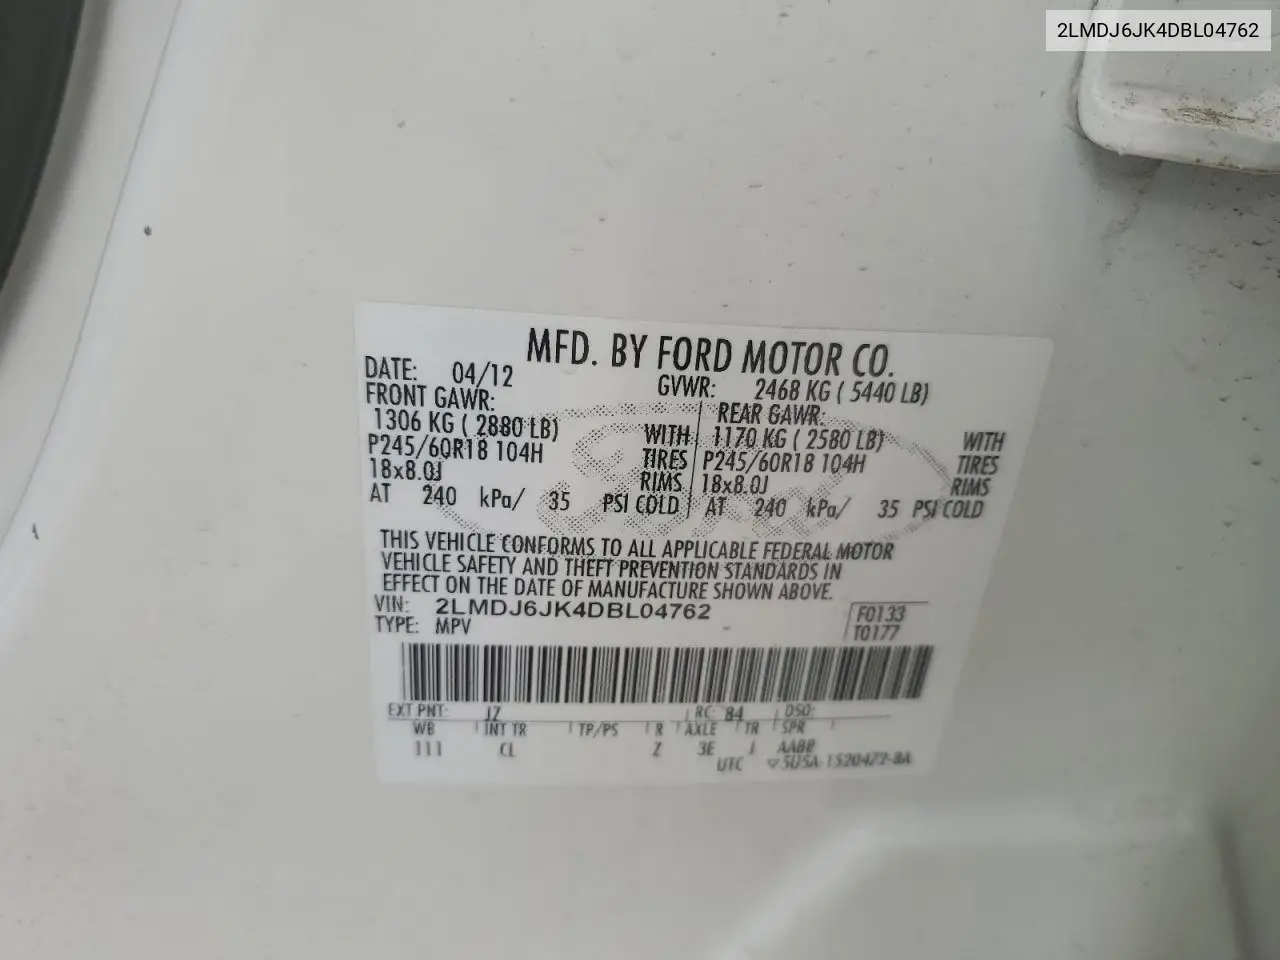 2LMDJ6JK4DBL04762
MFD. BY FORD MOTOR CO.
DATE: 04/12 GVWR: 2468 KG ( 5440 LB)
FRONT GAWR: REAR GAWR:
1306 KG ( 2880 LB) WITH 1170 KG ( 2580 LB) WITH
P245/60R18 104H TIRES P245/60R18 104H TIRES
18x8.0J RIMS 18x8.0J RIMS
AT 240 kPa/ 35 PSI COLD AT 240 kPa/ 35 PSI COLD
THIS VEHICLE CONFORMS TO ALL APPLICABLE FEDERAL MOTOR
VEHICLE SAFETY AND THEFT PREVENTION STANDARDS IN
EFFECT ON THE DATE OF MANUFACTURE SHOWN ABOVE.
VIN: 2LMDJ6JK4DBL04762 F0133
TYPE: MPV T0177
EXT PNT: JZ RC: 84 DSO:
WB INT TR TP/PS R AXLE TR SPR
111 CL Z 3E J AABP
UTC 5U5A-1520472-BA